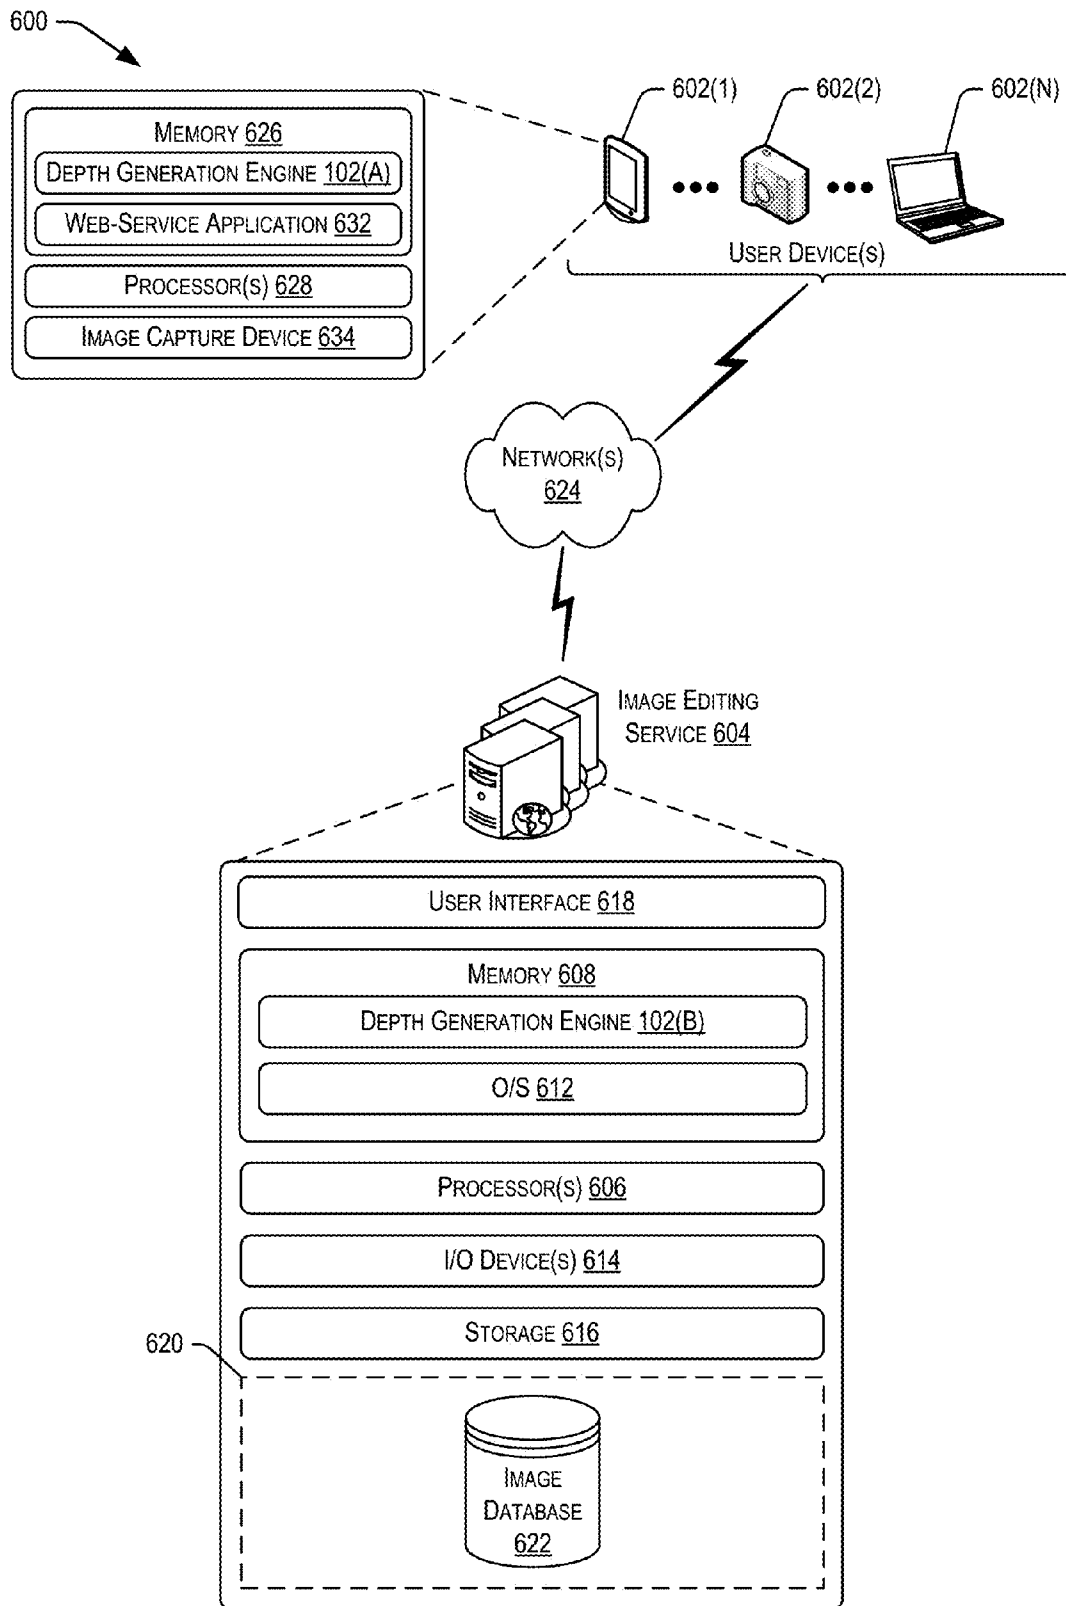 600
602(1)
602(2)
602(N)
MEMORY 626
DEPTH GENERATION ENGINE 102(A)
WEB-SERVICE APPLICATION 632
PROCESSOR(S) 628
IMAGE CAPTURE DEVICE 634
USER DEVICE(S)
NETWORK(S)
624
IMAGE EDITING
SERVICE 604
USER INTERFACE 618
MEMORY 608
DEPTH GENERATION ENGINE 102(B)
O/S 612
PROCESSOR(S) 606
I/O DEVICE(S) 614
STORAGE 616
620
IMAGE
DATABASE
622